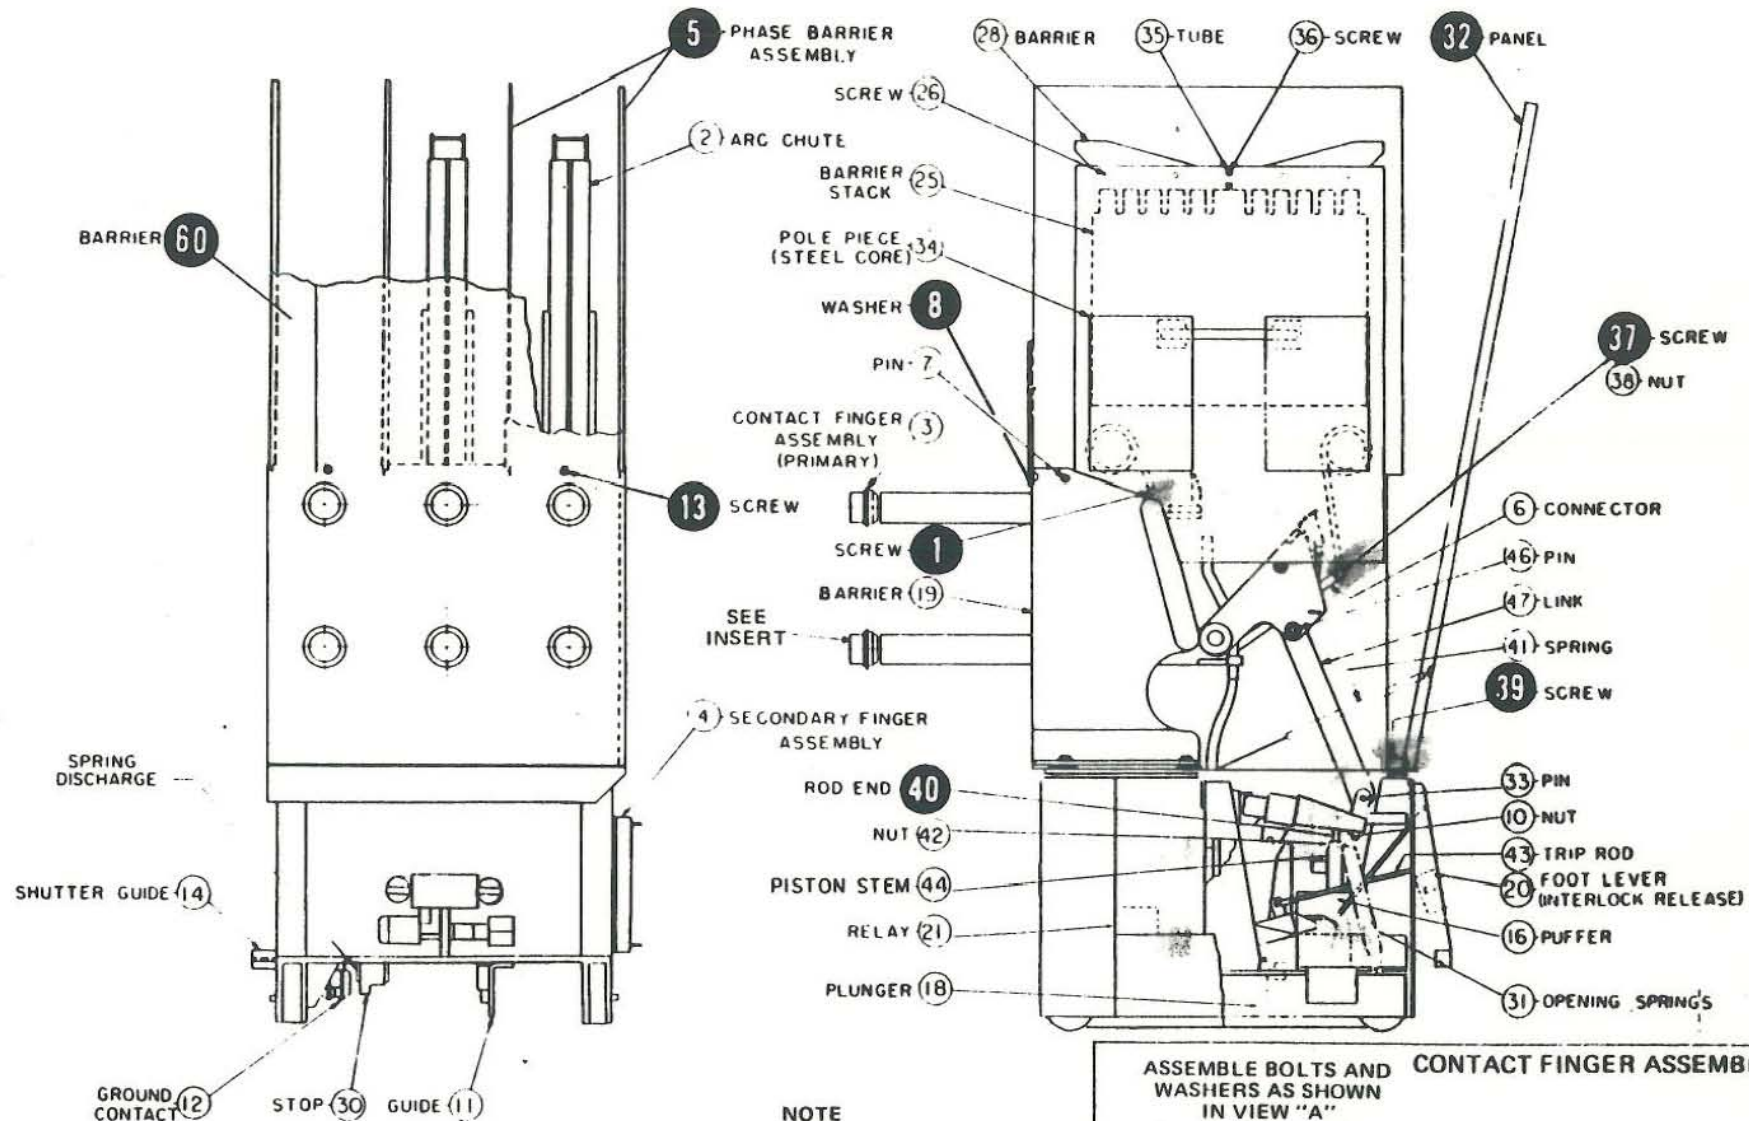 5 PHASE BARRIER
ASSEMBLY
2 ARC CHUTE
BARRIER 60
13 SCREW
4 SECONDARY FINGER
ASSEMBLY
SPRING
DISCHARGE
SHUTTER GUIDE 14
GROUND
CONTACT 12
STOP 30
GUIDE 11
28 BARRIER
35 TUBE
36 SCREW
32 PANEL
SCREW 26
BARRIER
STACK 25
POLE PIECE
(STEEL CORE) 34
WASHER 8
PIN 7
CONTACT FINGER
ASSEMBLY 3
(PRIMARY)
SCREW 1
BARRIER 19
SEE
INSERT
ROD END 40
NUT 42
PISTON STEM 44
RELAY 21
PLUNGER 18
37 SCREW
38 NUT
6 CONNECTOR
46 PIN
47 LINK
41 SPRING
39 SCREW
33 PIN
10 NUT
43 TRIP ROD
20 FOOT LEVER
(INTERLOCK RELEASE)
16 PUFFER
31 OPENING SPRINGS
NOTE
ASSEMBLE BOLTS AND
WASHERS AS SHOWN
IN VIEW "A"
CONTACT FINGER ASSEMB